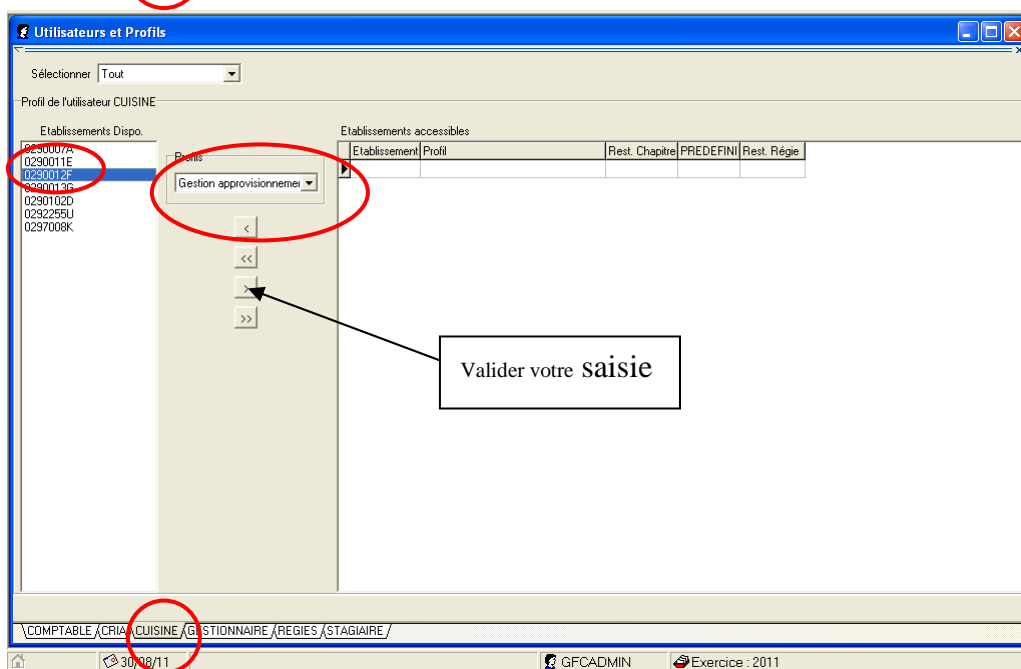 Utilisateurs et Profils
Sélectionner Tout
Profil de l'utilisateur CUISINE
Etablissements Dispo.
Etablissements accessibles
0290007A
0290011E
0290012F
0290013G
0290102D
0292255U
0297008K
Profils
Gestion approvisionnemen
Etablissement Profil Rest. Chapitre PREDEFINI Rest. Régie
<
<<
>
>>
Valider votre saisie
COMPTABLE CRIA CUISINE GESTIONNAIRE REGIES STAGIAIRE
30/08/11 GFCADMIN Exercice : 2011